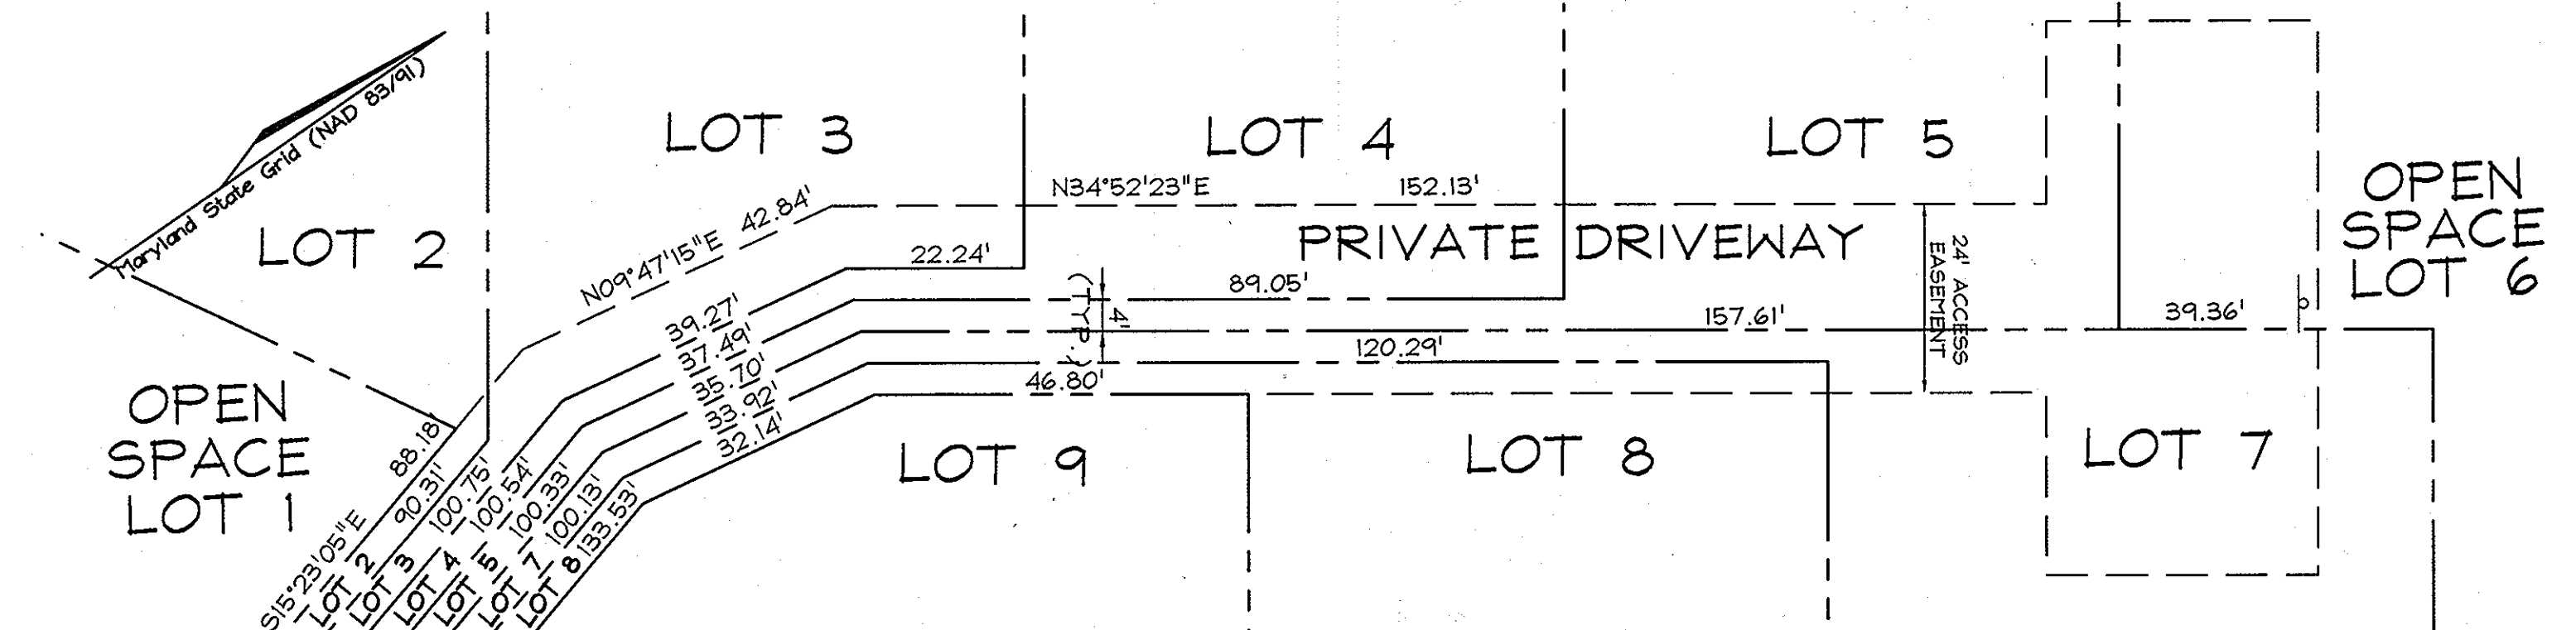 Maryland State Grid (NAD 83/91)
LOT 2
LOT 3
LOT 4
LOT 5
OPEN
SPACE
LOT 6
N09°47'15"E 42.84'
N34°52'23"E 152.13'
PRIVATE DRIVEWAY
24' ACCESS
EASEMENT
22.24'
89.05'
4'
(TYP.)
157.61'
39.36'
120.29'
46.80'
39.27'
37.49'
35.70'
33.92'
32.14'
OPEN
SPACE
LOT 1
LOT 9
LOT 8
LOT 7
88.18'
90.31'
100.75'
100.54'
100.33'
100.13'
133.53'
S15°23'05"E
LOT 2
LOT 3
LOT 4
LOT 5
LOT 7
LOT 8